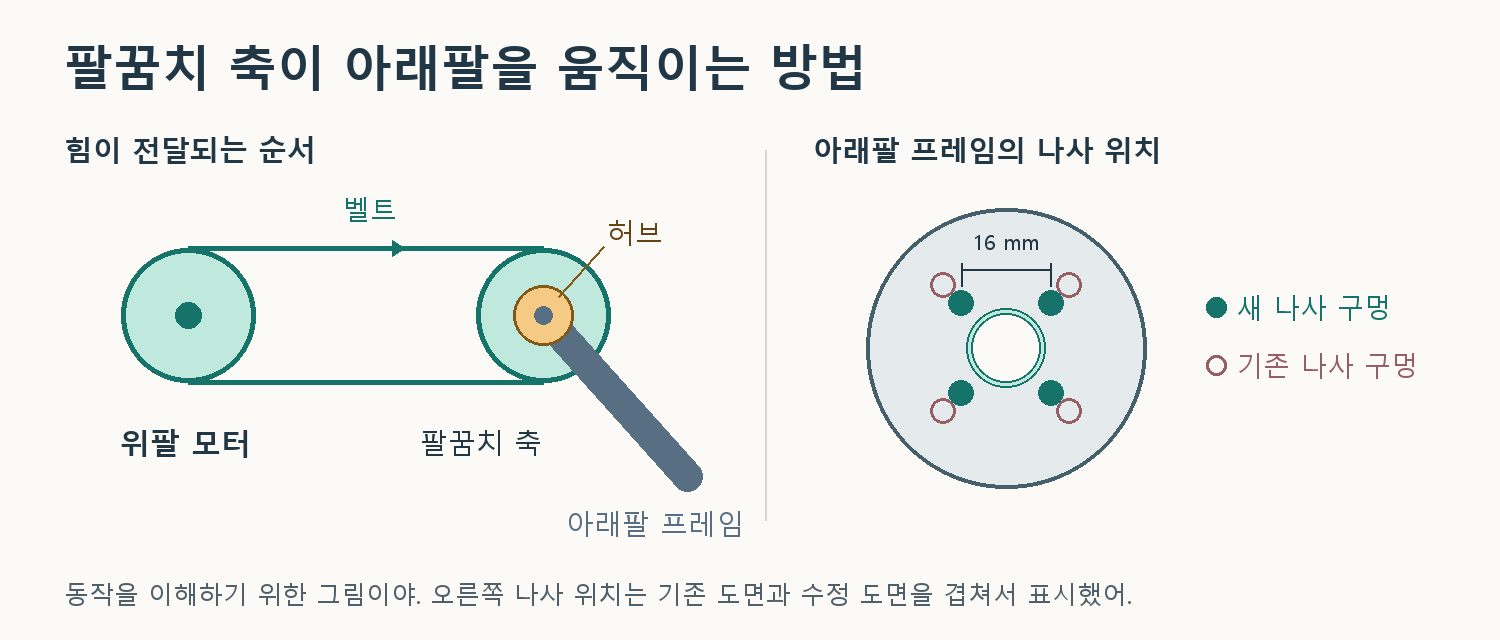 팔꿈치 축이 아래팔을 움직이는 방법
힘이 전달되는 순서
벨트
허브
위팔 모터
팔꿈치 축
아래팔 프레임
아래팔 프레임의 나사 위치
16 mm
새 나사 구멍
기존 나사 구멍
동작을 이해하기 위한 그림이야. 오른쪽 나사 위치는 기존 도면과 수정 도면을 겹쳐서 표시했어.